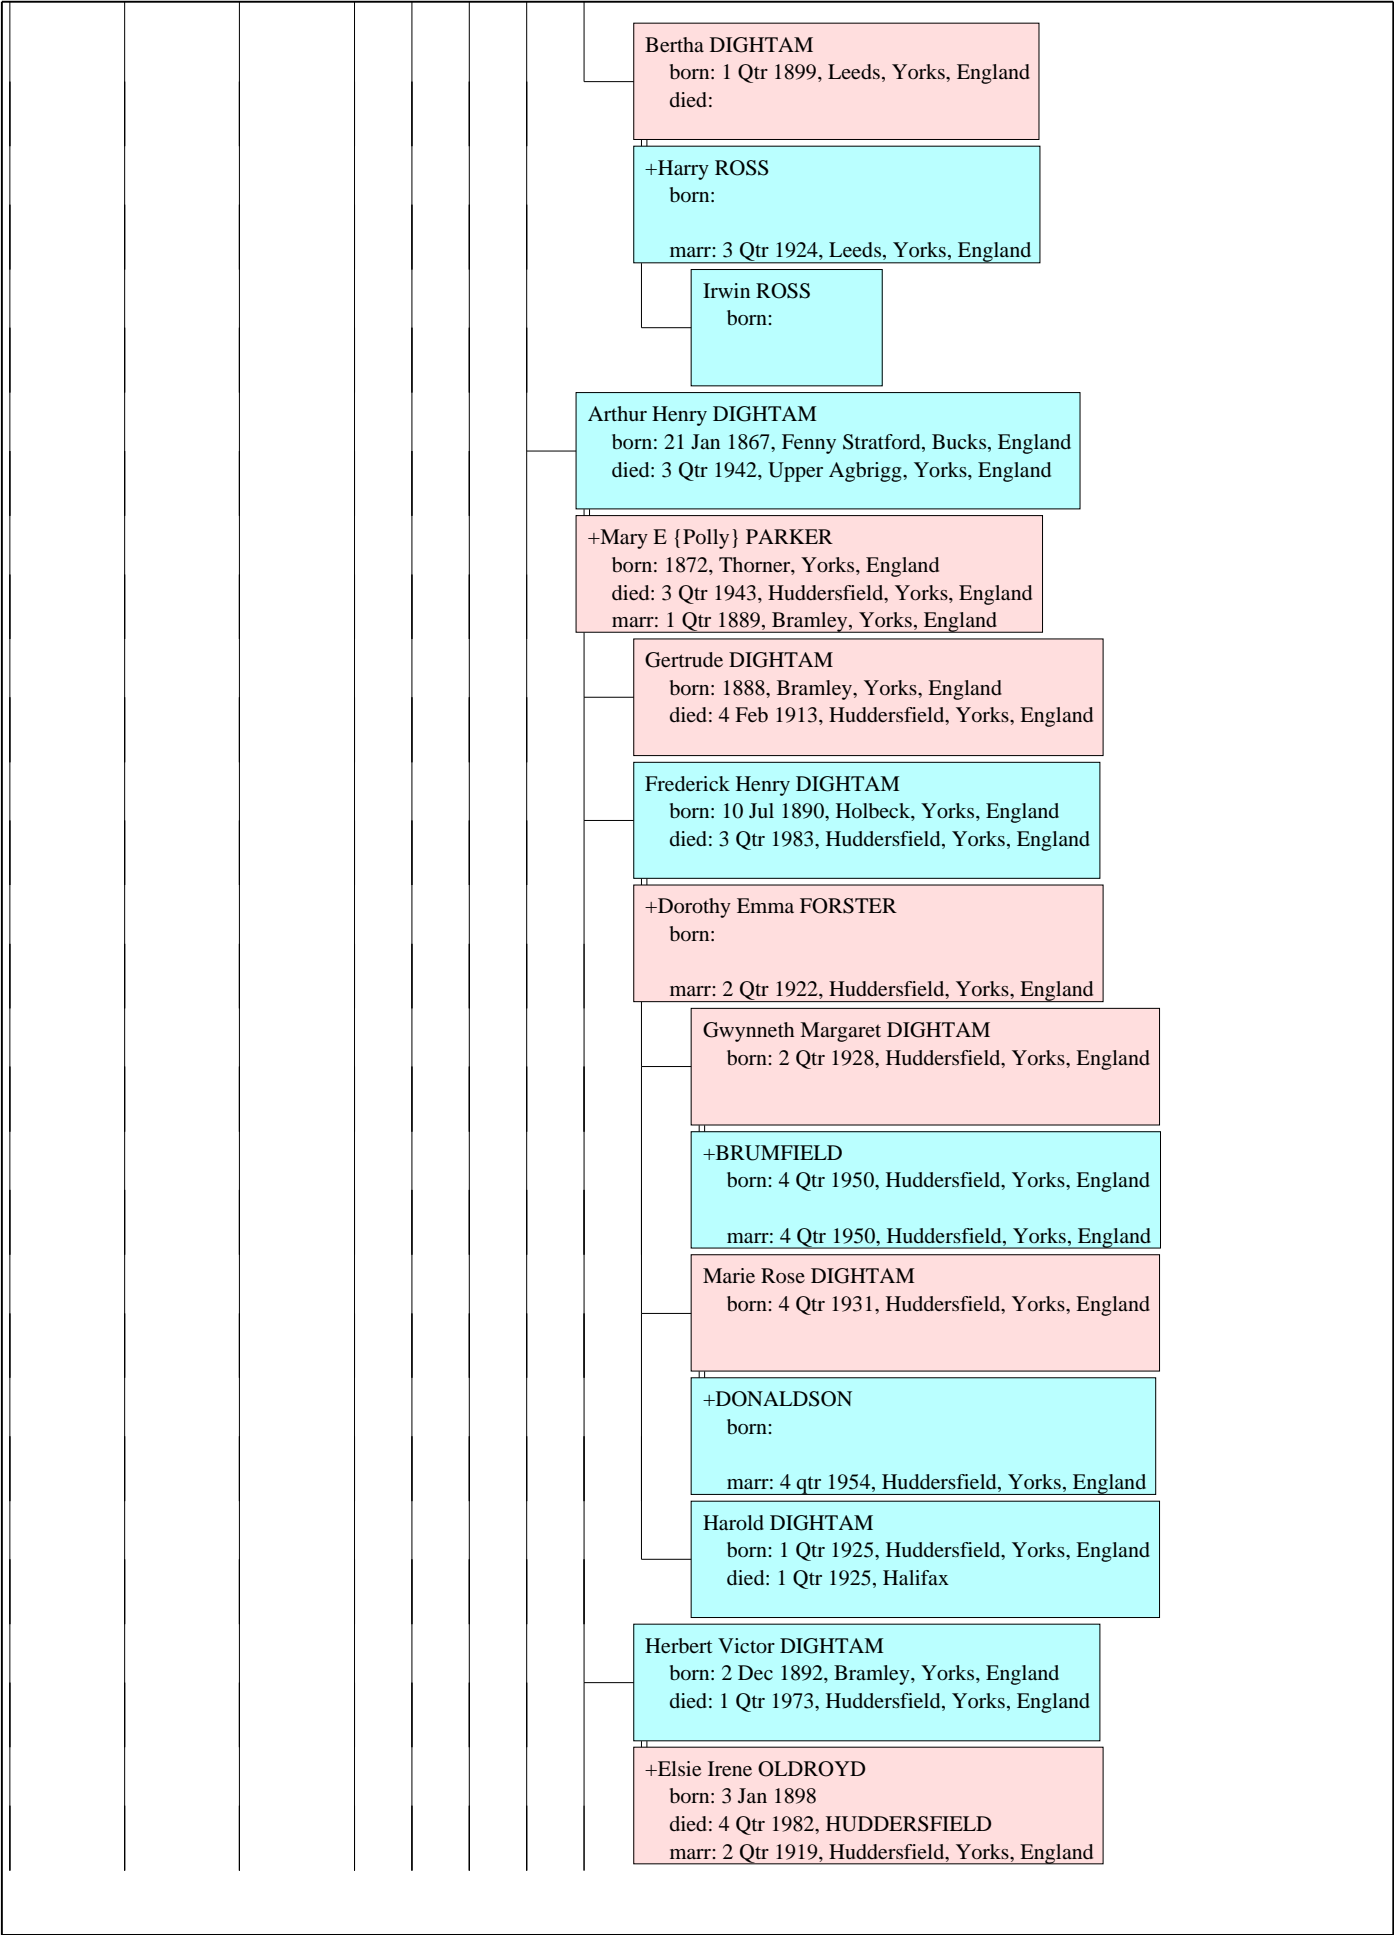 Bertha DIGHTAM
born: 1 Qtr 1899, Leeds, Yorks, England
died:
+Harry ROSS
born:
marr: 3 Qtr 1924, Leeds, Yorks, England
Irwin ROSS
born:
Arthur Henry DIGHTAM
born: 21 Jan 1867, Fenny Stratford, Bucks, England
died: 3 Qtr 1942, Upper Agbrigg, Yorks, England
+Mary E {Polly} PARKER
born: 1872, Thorner, Yorks, England
died: 3 Qtr 1943, Huddersfield, Yorks, England
marr: 1 Qtr 1889, Bramley, Yorks, England
Gertrude DIGHTAM
born: 1888, Bramley, Yorks, England
died: 4 Feb 1913, Huddersfield, Yorks, England
Frederick Henry DIGHTAM
born: 10 Jul 1890, Holbeck, Yorks, England
died: 3 Qtr 1983, Huddersfield, Yorks, England
+Dorothy Emma FORSTER
born:
marr: 2 Qtr 1922, Huddersfield, Yorks, England
Gwynneth Margaret DIGHTAM
born: 2 Qtr 1928, Huddersfield, Yorks, England
+BRUMFIELD
born: 4 Qtr 1950, Huddersfield, Yorks, England
marr: 4 Qtr 1950, Huddersfield, Yorks, England
Marie Rose DIGHTAM
born: 4 Qtr 1931, Huddersfield, Yorks, England
+DONALDSON
born:
marr: 4 qtr 1954, Huddersfield, Yorks, England
Harold DIGHTAM
born: 1 Qtr 1925, Huddersfield, Yorks, England
died: 1 Qtr 1925, Halifax
Herbert Victor DIGHTAM
born: 2 Dec 1892, Bramley, Yorks, England
died: 1 Qtr 1973, Huddersfield, Yorks, England
+Elsie Irene OLDROYD
born: 3 Jan 1898
died: 4 Qtr 1982, HUDDERSFIELD
marr: 2 Qtr 1919, Huddersfield, Yorks, England